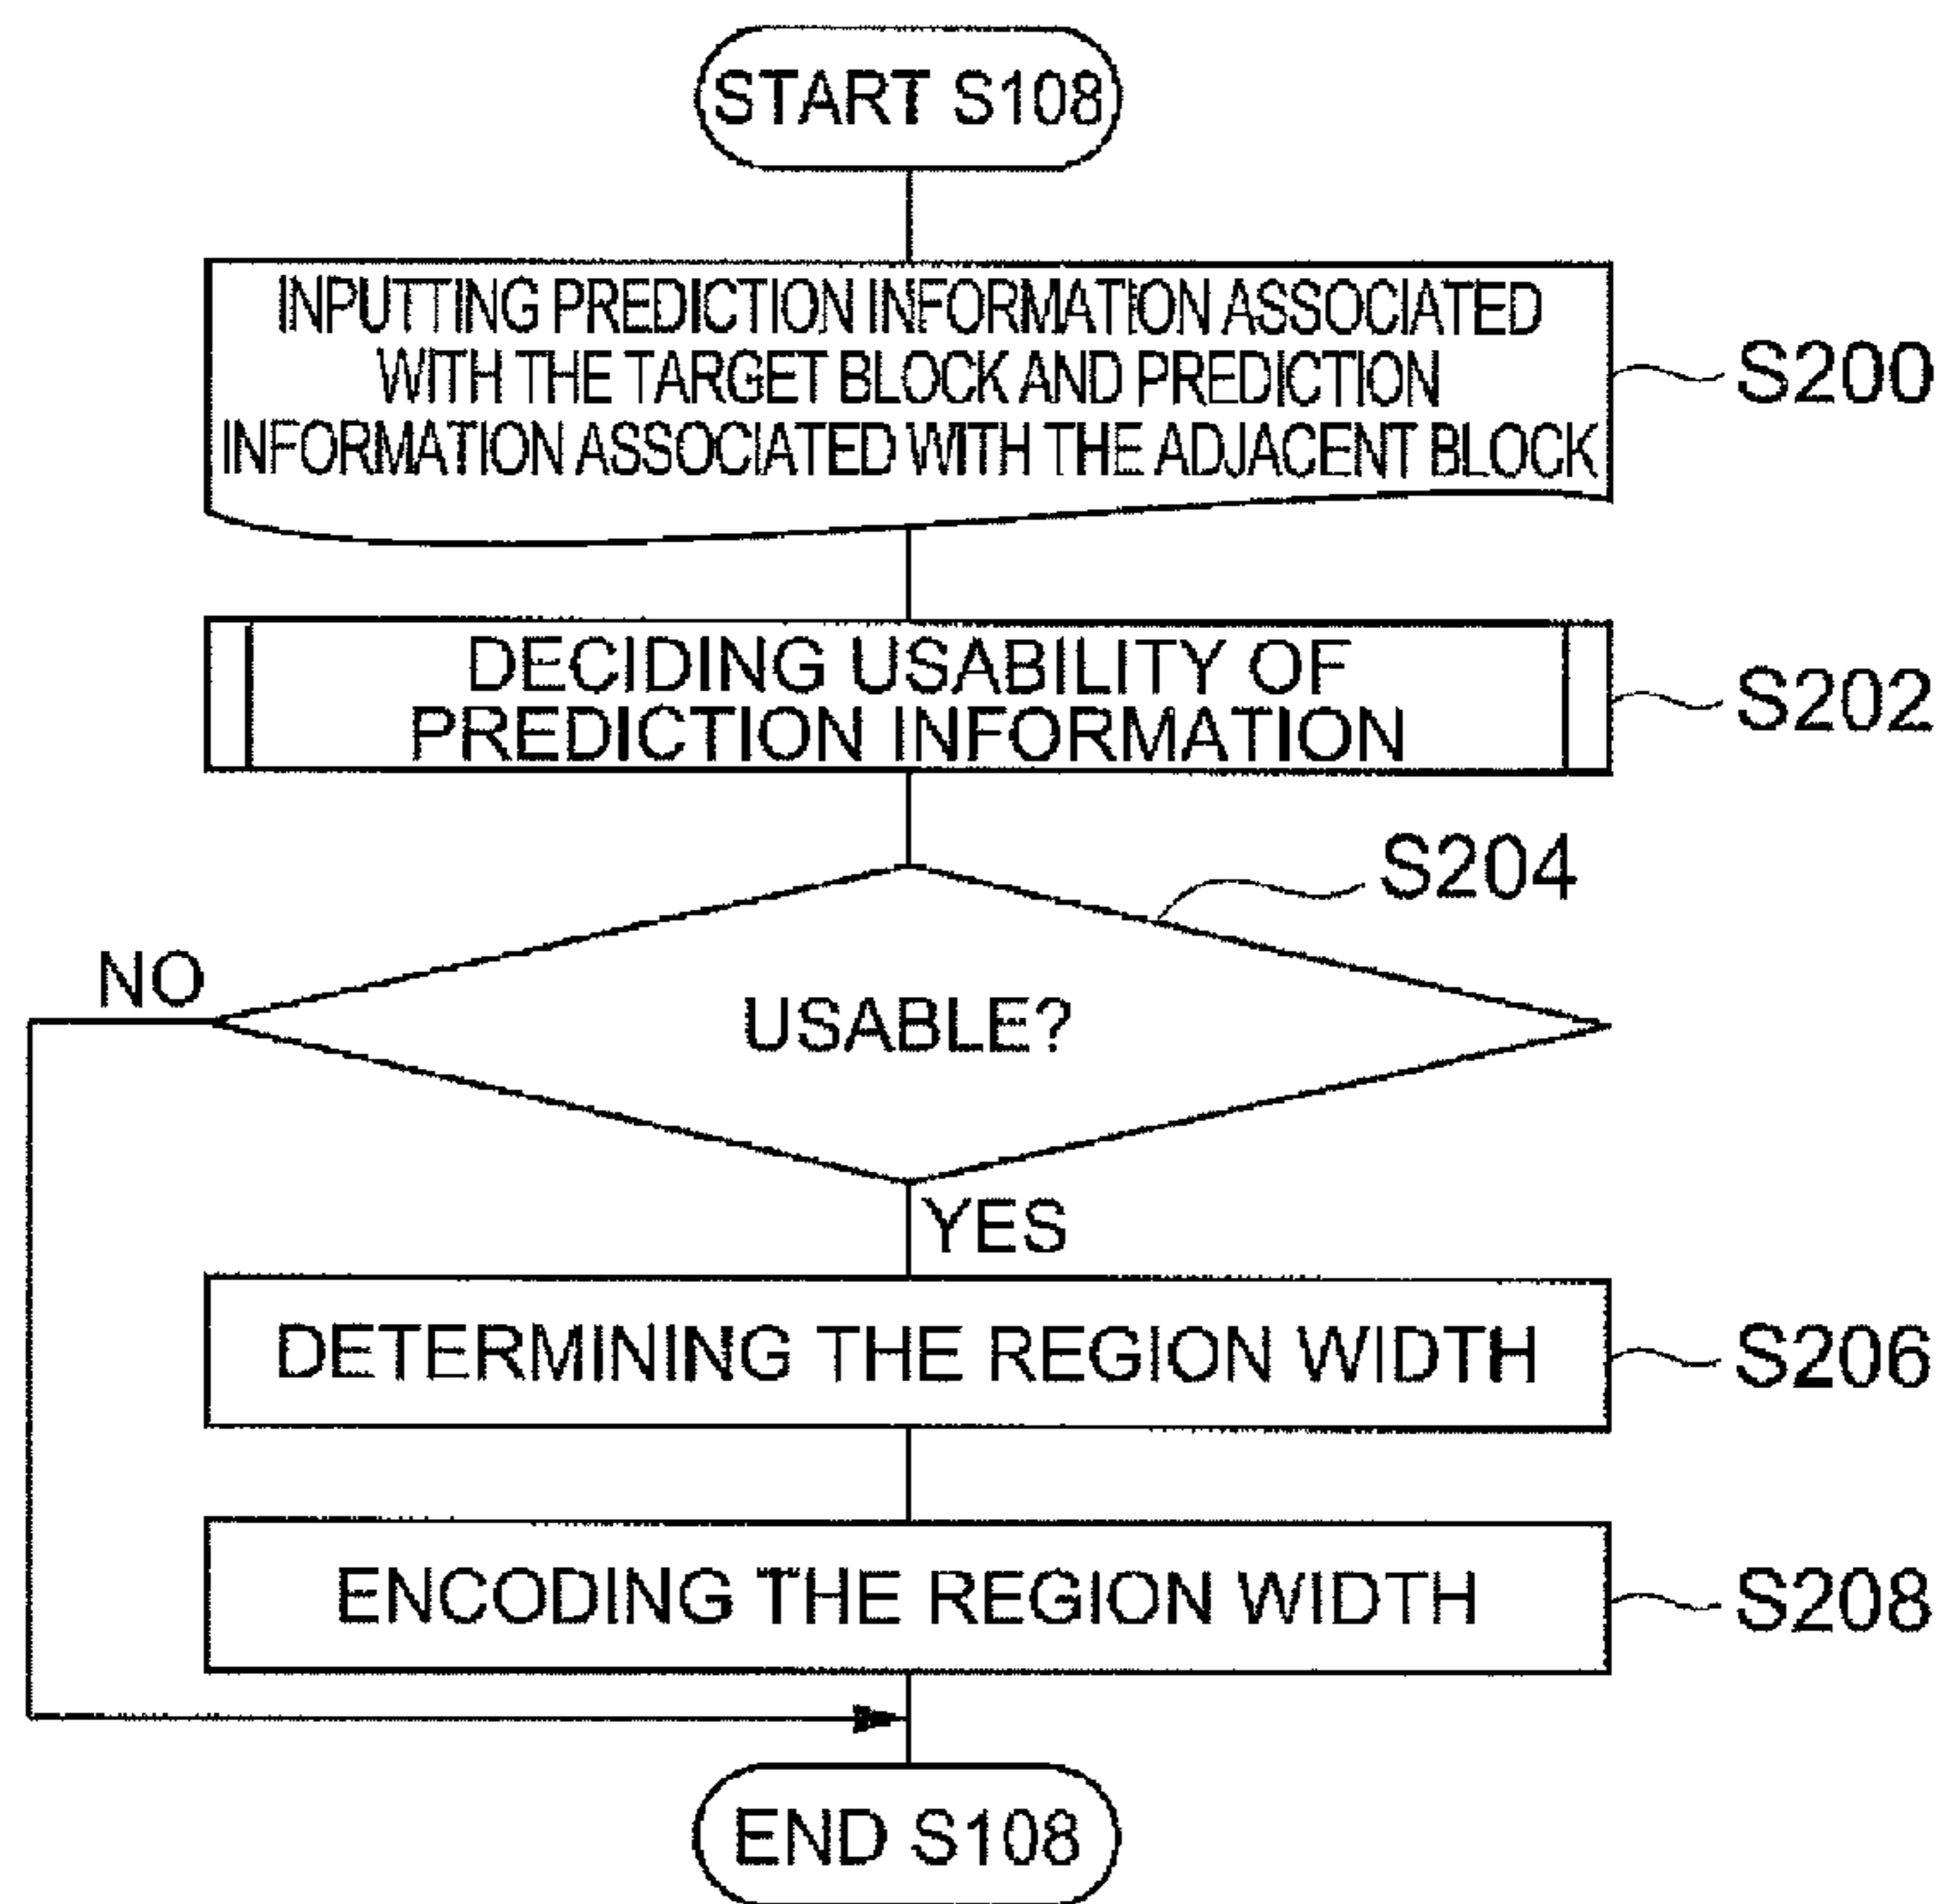 START S108
INPUTTING PREDICTION INFORMATION ASSOCIATED
WITH THE TARGET BLOCK AND PREDICTION
INFORMATION ASSOCIATED WITH THE ADJACENT BLOCK
S200
DECIDING USABILITY OF
PREDICTION INFORMATION
S202
S204
NO
USABLE?
YES
DETERMINING THE REGION WIDTH
S206
ENCODING THE REGION WIDTH
S208
END S108